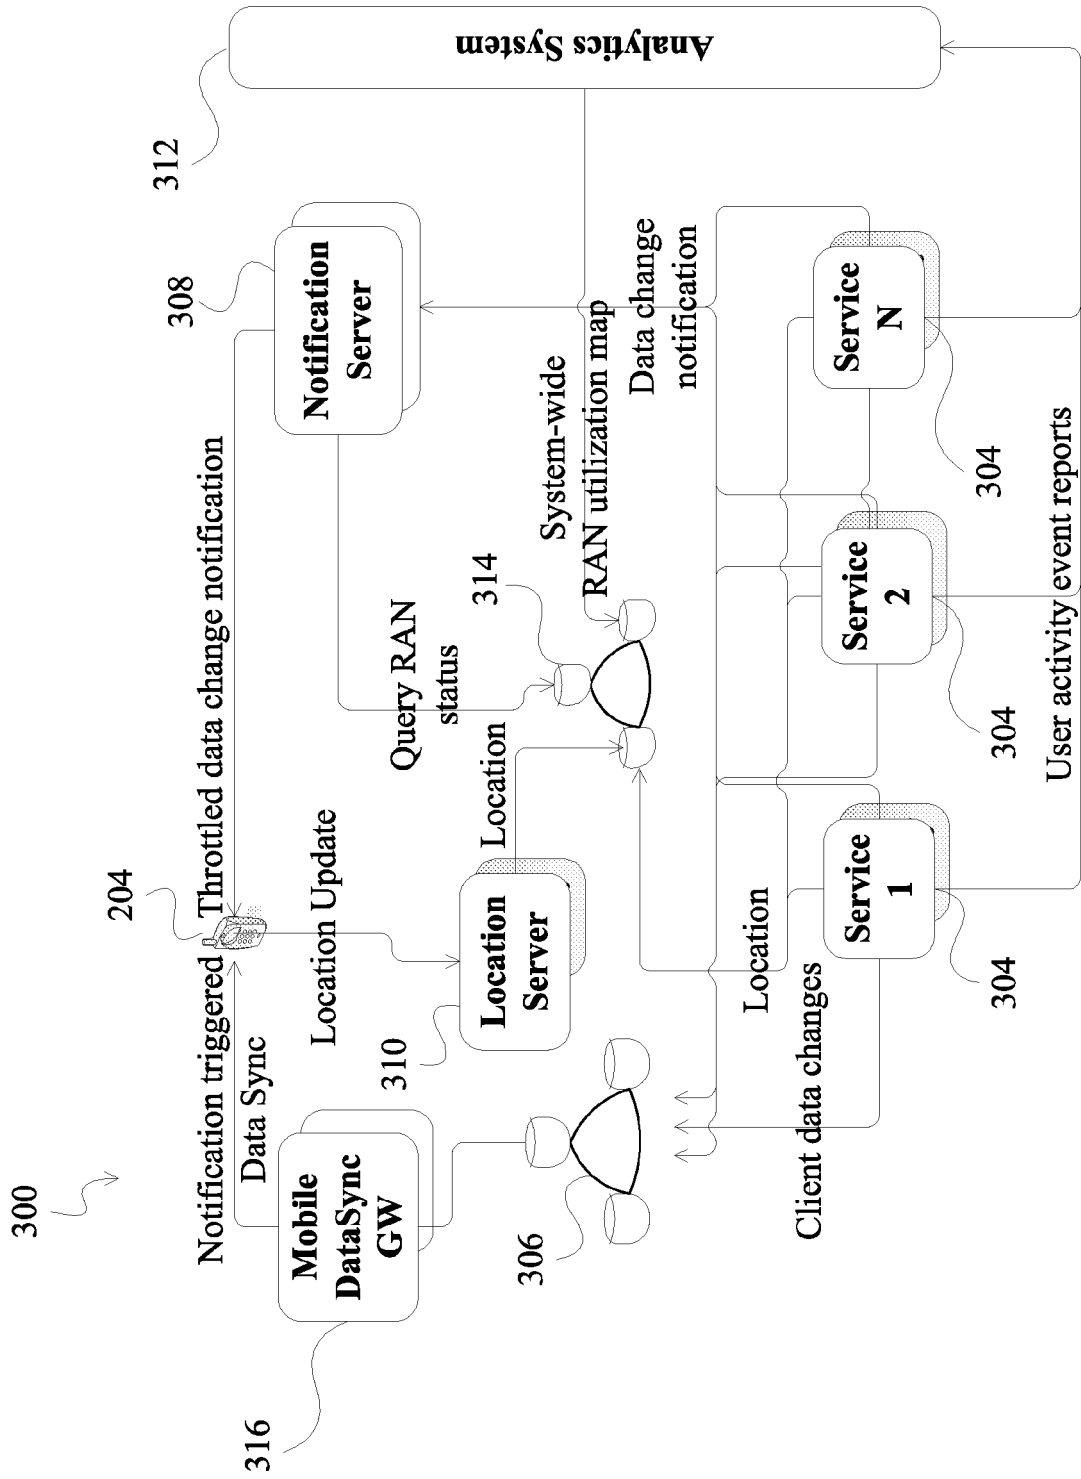 300
316
Mobile
DataSync
GW
Notification triggered
Data Sync
204
Throttled data change notification
308
Notification
Server
312
Analytics System
Location Update
310
Location
Server
Location
Query RAN
status
314
System-wide
RAN utilization map
Data change
notification
306
Client data changes
Location
Service
1
304
Service
2
304
Service
N
304
User activity event reports